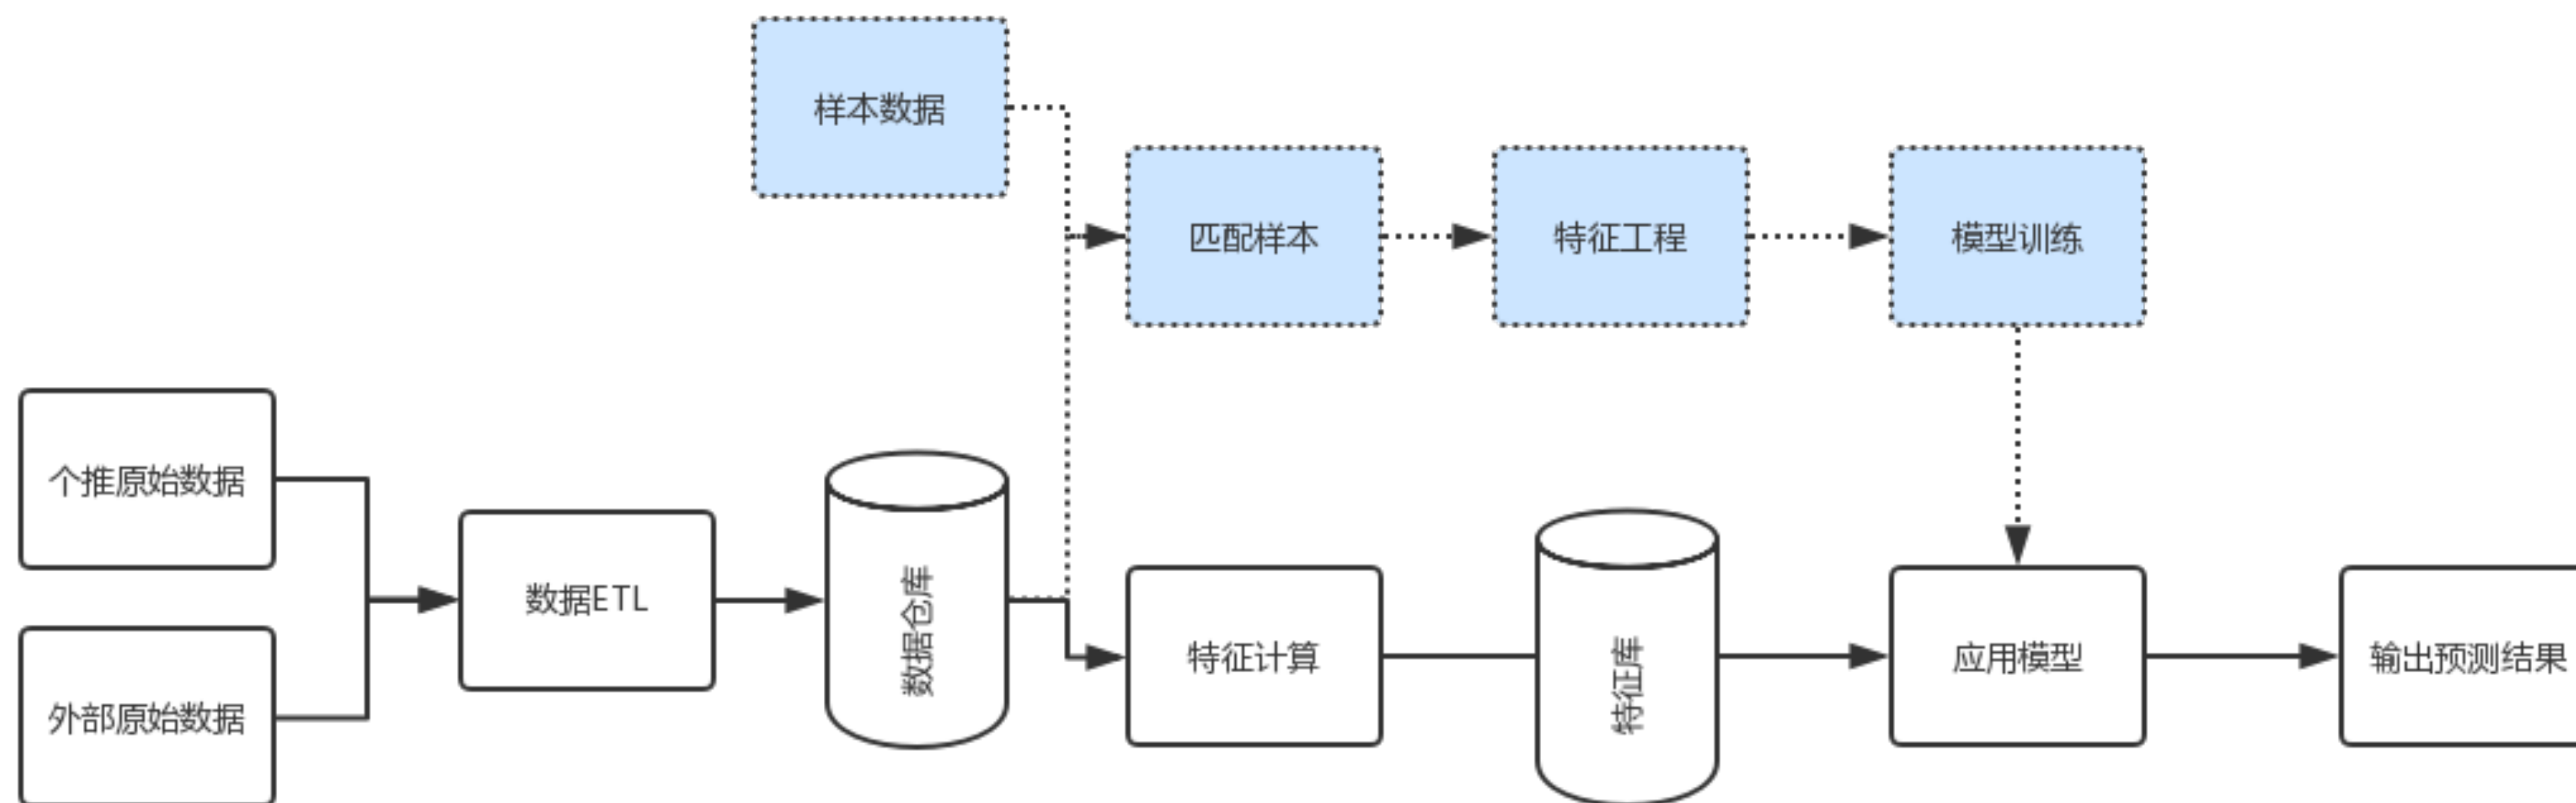 样本数据
匹配样本
特征工程
模型训练
个推原始数据
外部原始数据
数据ETL
数据仓库
特征计算
特征库
应用模型
输出预测结果